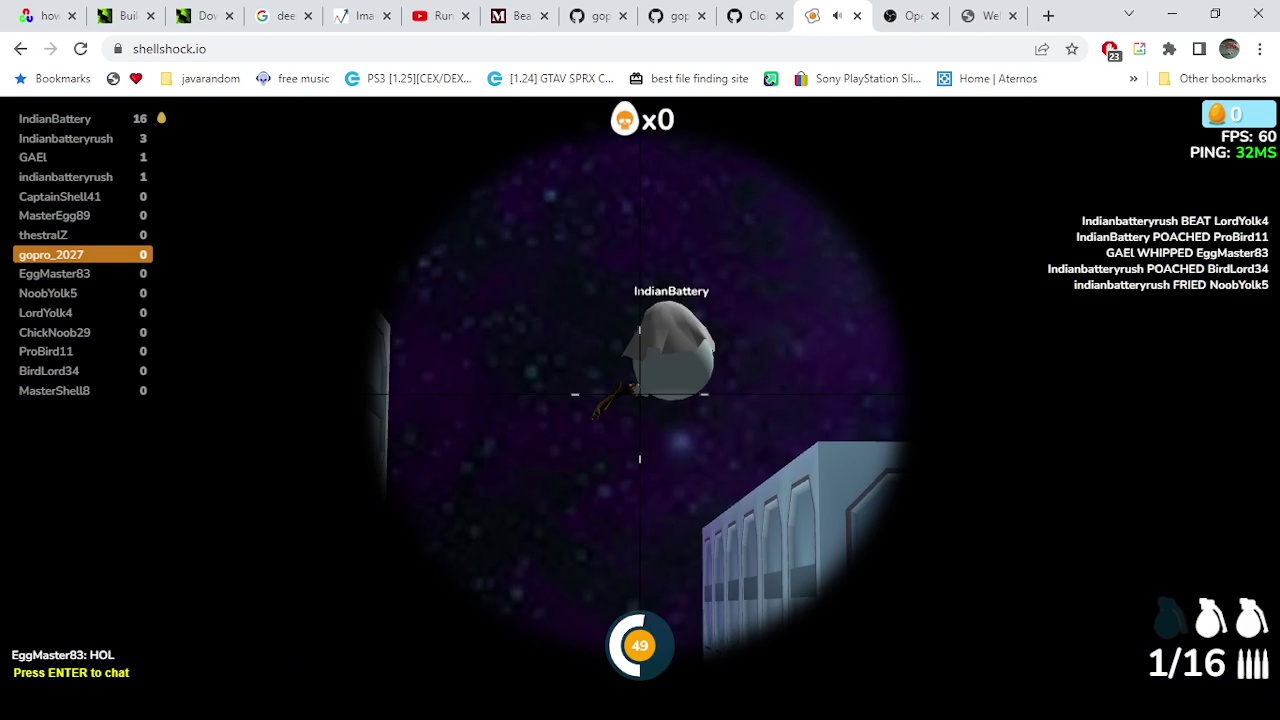 how
Buil
Dov
dee
Ima
Run
Bea
gop
gop
Clo
Ope
Wel
shellshock.io
23
Bookmarks
javarandom
free music
PS3 [1.25][CEX/DEX...
[1.24] GTAV SPRX C...
best file finding site
Sony PlayStation Sli...
Home | Aternos
»
Other bookmarks
IndianBattery 16
Indianbatteryrush 3
GAEl 1
indianbatteryrush 1
CaptainShell41 0
MasterEgg89 0
thestralZ 0
gopro_2027 0
EggMaster83 0
NoobYolk5 0
LordYolk4 0
ChickNoob29 0
ProBird11 0
BirdLord34 0
MasterShell8 0
x0
0
FPS: 60
PING: 32MS
Indianbatteryrush BEAT LordYolk4
IndianBattery POACHED ProBird11
GAEl WHIPPED EggMaster83
Indianbatteryrush POACHED BirdLord34
indianbatteryrush FRIED NoobYolk5
IndianBattery
49
EggMaster83: HOL
Press ENTER to chat
1/16